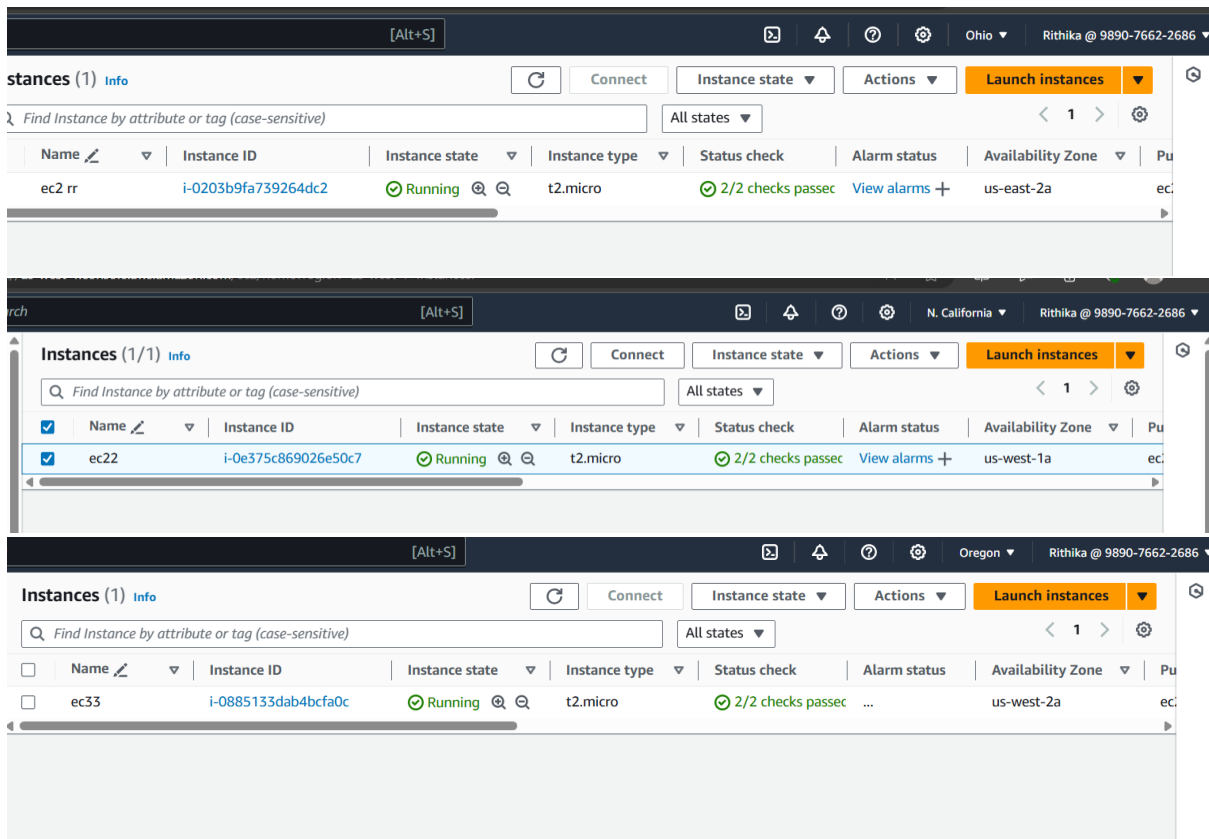 [Alt+S] Ohio Rithika @ 9890-7662-2686
stances (1) Info Connect Instance state Actions Launch instances
Find Instance by attribute or tag (case-sensitive) All states 1
Name Instance ID Instance state Instance type Status check Alarm status Availability Zone Pu
ec2 rr i-0203b9fa739264dc2 Running t2.micro 2/2 checks passec View alarms + us-east-2a ec2
rch [Alt+S] N. California Rithika @ 9890-7662-2686
Instances (1/1) Info Connect Instance state Actions Launch instances
Find Instance by attribute or tag (case-sensitive) All states 1
Name Instance ID Instance state Instance type Status check Alarm status Availability Zone Pu
ec22 i-0e375c869026e50c7 Running t2.micro 2/2 checks passec View alarms + us-west-1a ec2
[Alt+S] Oregon Rithika @ 9890-7662-2686
Instances (1) Info Connect Instance state Actions Launch instances
Find Instance by attribute or tag (case-sensitive) All states 1
Name Instance ID Instance state Instance type Status check Alarm status Availability Zone Pu
ec33 i-0885133dab4bcfa0c Running t2.micro 2/2 checks passec ... us-west-2a ec2